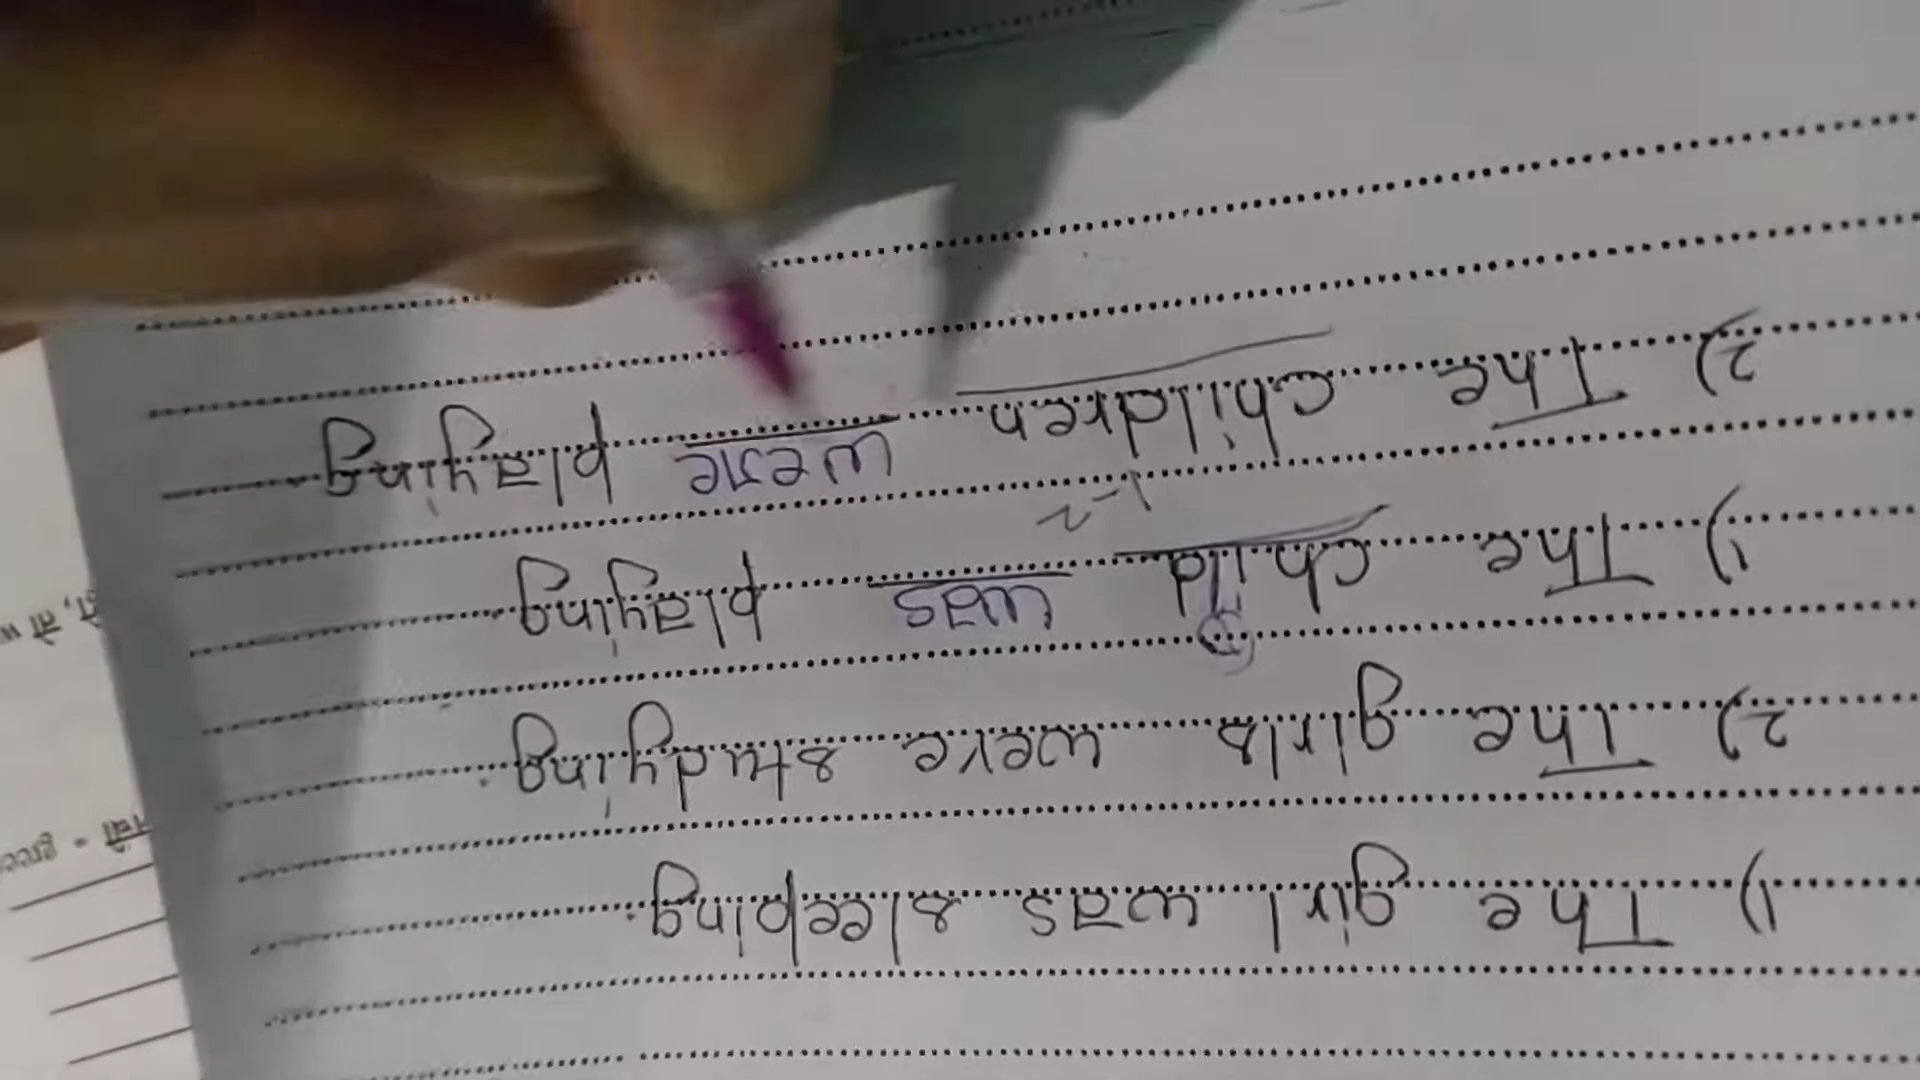 1) The girl was sleeping.
2) The girls were studying.
1) The child was playing
2) The children were playing